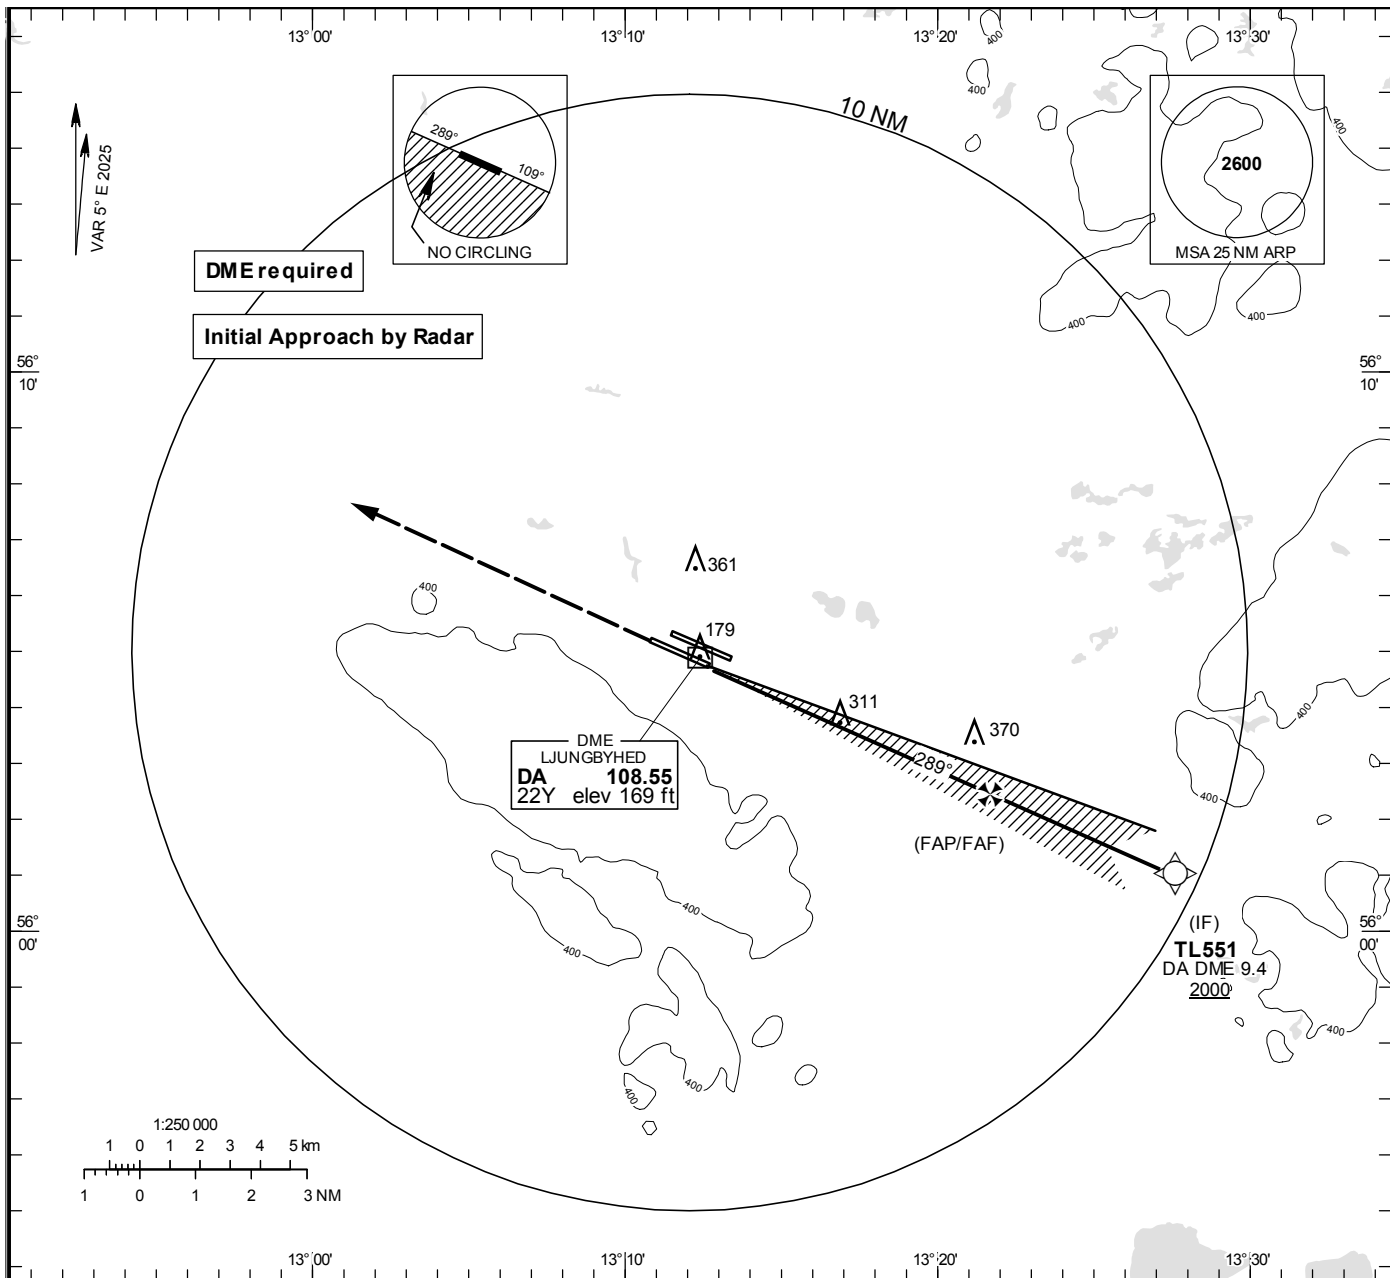 13°00'
13°10'
13°20'
13°30'
400
400
400
10 NM
VAR 5° E 2025
289°
109°
NO CIRCLING
2600
MSA 25 NM ARP
DME required
Initial Approach by Radar
400
400
56°
10'
56°
10'
361
400
179
311
370
400
289°
DME
LJUNGBYHED
DA 108.55
22Y elev 169 ft
400
(FAP/FAF)
400
400
(IF)
TL551
DA DME 9.4
2000
56°
00'
56°
00'
400
400
400
1:250 000
1 0 1 2 3 4 5 km
1 0 1 2 3 NM
13°00'
13°10'
13°20'
13°30'